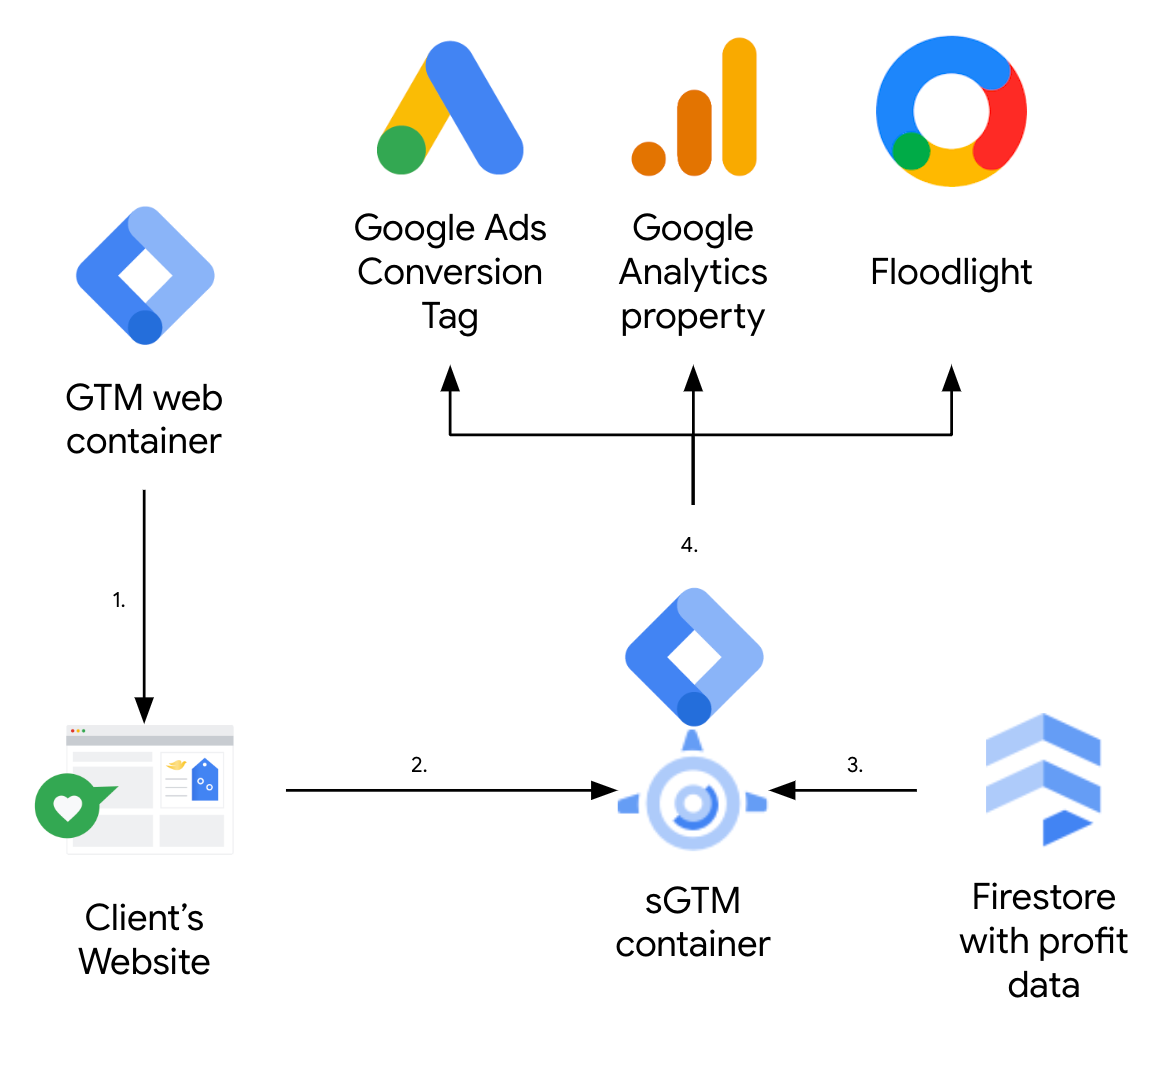 Google Ads
Conversion
Tag
Google
Analytics
property
Floodlight
GTM web
container
1.
4.
2.
3.
Client’s
Website
sGTM
container
Firestore
with profit
data